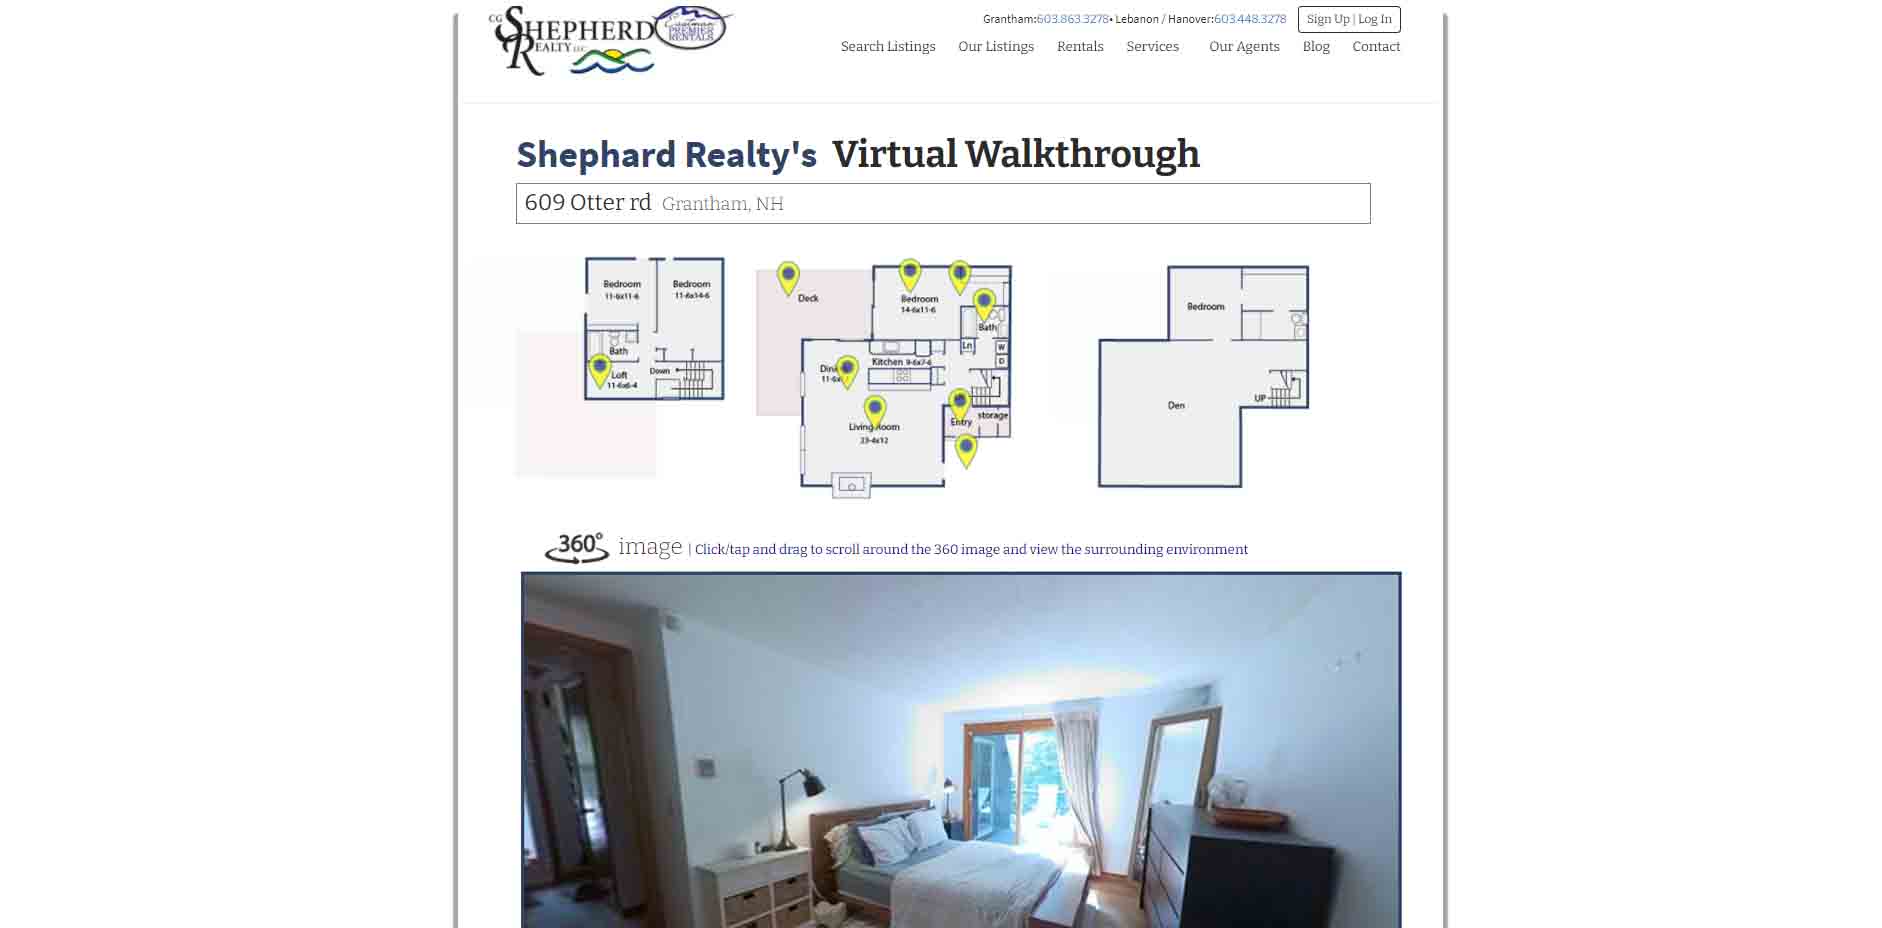 CG SHEPHERD
REALTY LLC
Eastman
PREMIER
RENTALS
Grantham:603.863.3278• Lebanon / Hanover:603.448.3278
Sign Up | Log In
Search Listings Our Listings Rentals Services Our Agents Blog Contact
Shephard Realty's Virtual Walkthrough
609 Otter rd Grantham, NH
Bedroom
11-6x11-6
Bedroom
11-6x14-6
Bath
Loft
11-6x6-4
Down
Deck
Bedroom
14-6x11-6
Bath
Ln
W
D
Kitchen 9-6x7-6
Living Room
23-4x12
Entry
storage
Bedroom
Den
UP
360° image | Click/tap and drag to scroll around the 360 image and view the surrounding environment